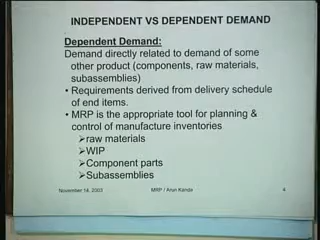 INDEPENDENT VS DEPENDENT DEMAND
Dependent Demand:
Demand directly related to demand of some
other product (components, raw materials,
subassemblies)
• Requirements derived from delivery schedule
of end items.
• MRP is the appropriate tool for planning &
control of manufacture inventories
➢raw materials
➢WIP
➢Component parts
➢Subassemblies
November 14, 2003 MRP / Arun Kanda 4